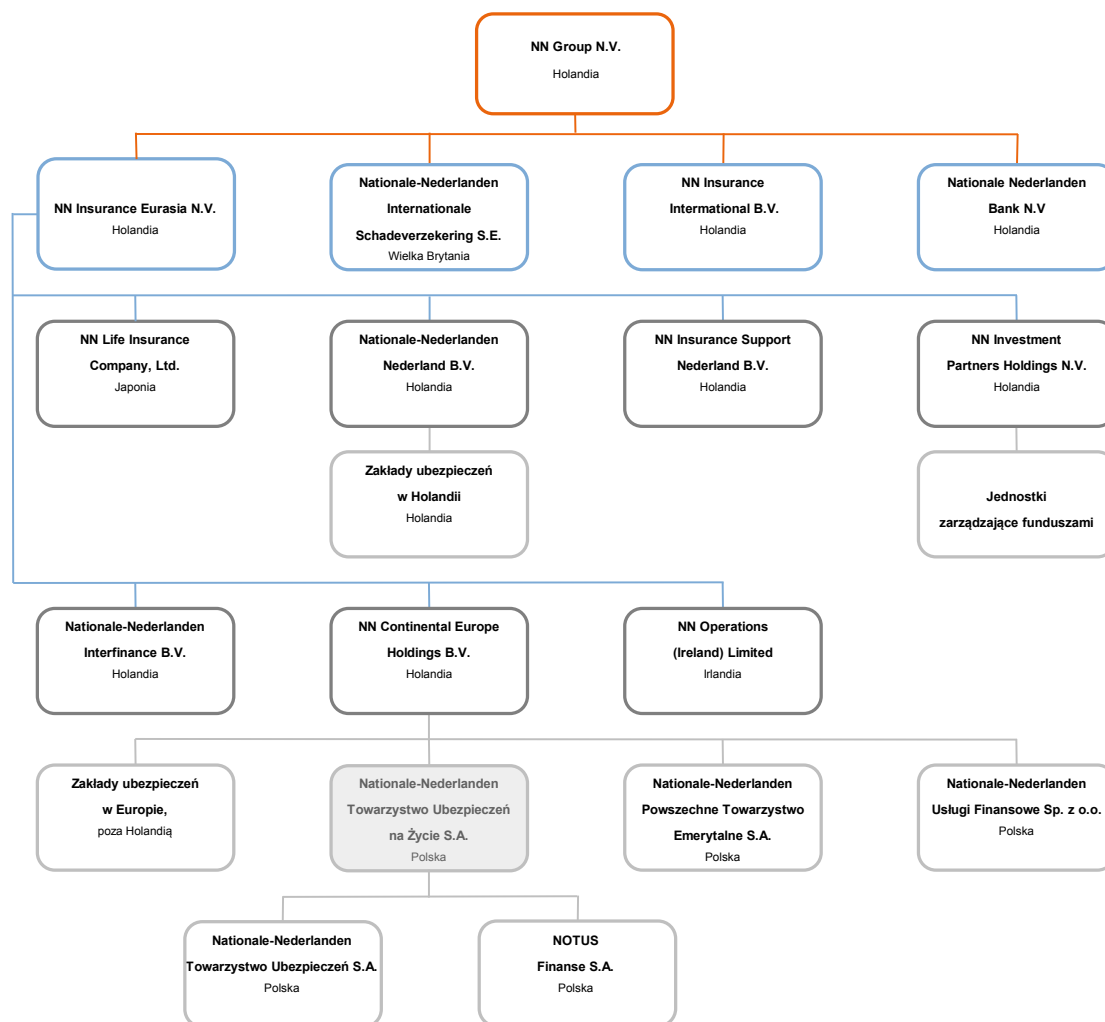 NN Group N.V.
Holandia
NN Insurance Eurasia N.V.
Holandia
Nationale-Nederlanden
Internationale
Schadeverzekering S.E.
Wielka Brytania
NN Insurance
Intermational B.V.
Holandia
Nationale Nederlanden
Bank N.V
Holandia
NN Life Insurance
Company, Ltd.
Japonia
Nationale-Nederlanden
Nederland B.V.
Holandia
NN Insurance Support
Nederland B.V.
Holandia
NN Investment
Partners Holdings N.V.
Holandia
Zakłady ubezpieczeń
w Holandii
Holandia
Jednostki
zarządzające funduszami
Nationale-Nederlanden
Interfinance B.V.
Holandia
NN Continental Europe
Holdings B.V.
Holandia
NN Operations
(Ireland) Limited
Irlandia
Zakłady ubezpieczeń
w Europie,
poza Holandią
Nationale-Nederlanden
Towarzystwo Ubezpieczeń
na Życie S.A.
Polska
Nationale-Nederlanden
Powszechne Towarzystwo
Emerytalne S.A.
Polska
Nationale-Nederlanden
Usługi Finansowe Sp. z o.o.
Polska
Nationale-Nederlanden
Towarzystwo Ubezpieczeń S.A.
Polska
NOTUS
Finanse S.A.
Polska